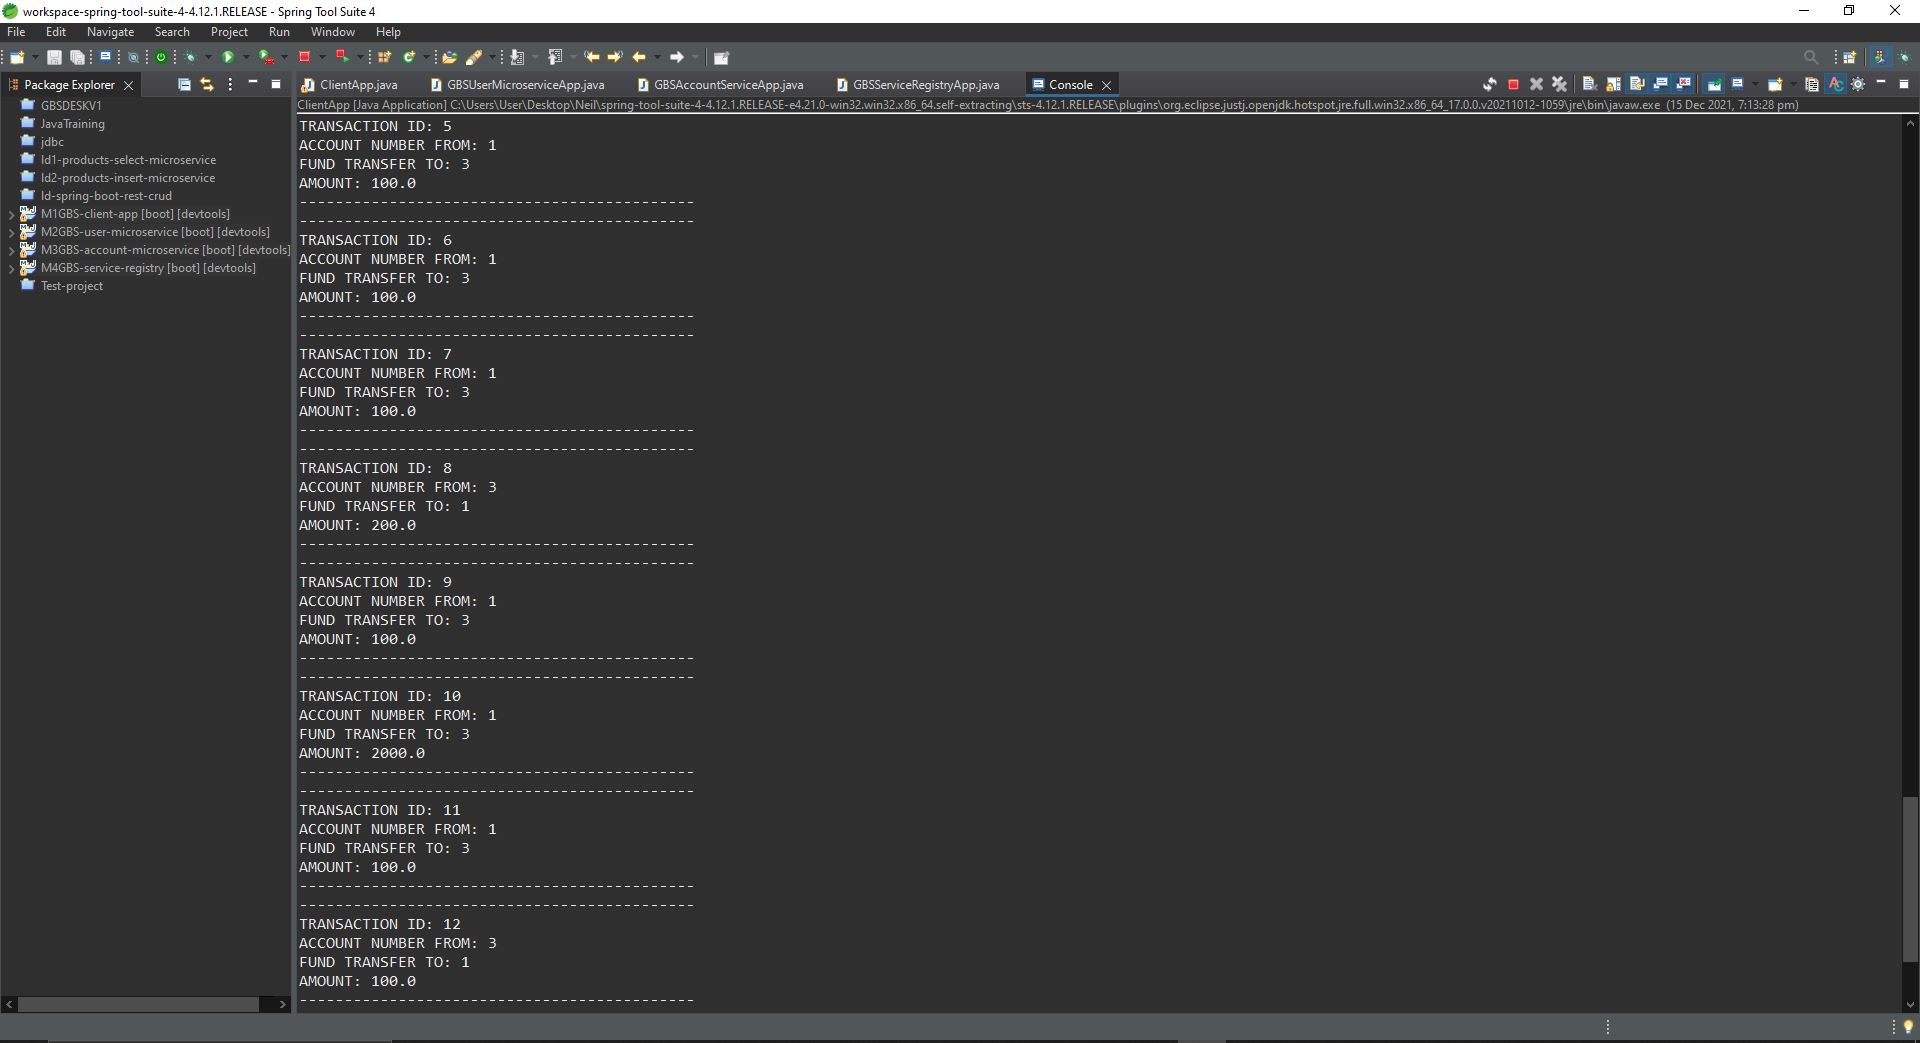 workspace-spring-tool-suite-4-4.12.1.RELEASE - Spring Tool Suite 4
File Edit Navigate Search Project Run Window Help
Package Explorer
GBSDESKV1
JavaTraining
jdbc
ld1-products-select-microservice
ld2-products-insert-microservice
ld-spring-boot-rest-crud
M1GBS-client-app [boot] [devtools]
M2GBS-user-microservice [boot] [devtools]
M3GBS-account-microservice [boot] [devtools]
M4GBS-service-registry [boot] [devtools]
Test-project
ClientApp.java GBSUserMicroserviceApp.java GBSAccountServiceApp.java GBSServiceRegistryApp.java Console
ClientApp [Java Application] C:\Users\User\Desktop\Neil\spring-tool-suite-4-4.12.1.RELEASE-e4.21.0-win32.win32.x86_64.self-extracting\sts-4.12.1.RELEASE\plugins\org.eclipse.justj.openjdk.hotspot.jre.full.win32.x86_64_17.0.0.v20211012-1059\jre\bin\javaw.exe (15 Dec 2021, 7:13:28 pm)
TRANSACTION ID: 5
ACCOUNT NUMBER FROM: 1
FUND TRANSFER TO: 3
AMOUNT: 100.0
--------------------------------------------
--------------------------------------------
TRANSACTION ID: 6
ACCOUNT NUMBER FROM: 1
FUND TRANSFER TO: 3
AMOUNT: 100.0
--------------------------------------------
--------------------------------------------
TRANSACTION ID: 7
ACCOUNT NUMBER FROM: 1
FUND TRANSFER TO: 3
AMOUNT: 100.0
--------------------------------------------
--------------------------------------------
TRANSACTION ID: 8
ACCOUNT NUMBER FROM: 3
FUND TRANSFER TO: 1
AMOUNT: 200.0
--------------------------------------------
--------------------------------------------
TRANSACTION ID: 9
ACCOUNT NUMBER FROM: 1
FUND TRANSFER TO: 3
AMOUNT: 100.0
--------------------------------------------
--------------------------------------------
TRANSACTION ID: 10
ACCOUNT NUMBER FROM: 1
FUND TRANSFER TO: 3
AMOUNT: 2000.0
--------------------------------------------
--------------------------------------------
TRANSACTION ID: 11
ACCOUNT NUMBER FROM: 1
FUND TRANSFER TO: 3
AMOUNT: 100.0
--------------------------------------------
--------------------------------------------
TRANSACTION ID: 12
ACCOUNT NUMBER FROM: 3
FUND TRANSFER TO: 1
AMOUNT: 100.0
--------------------------------------------